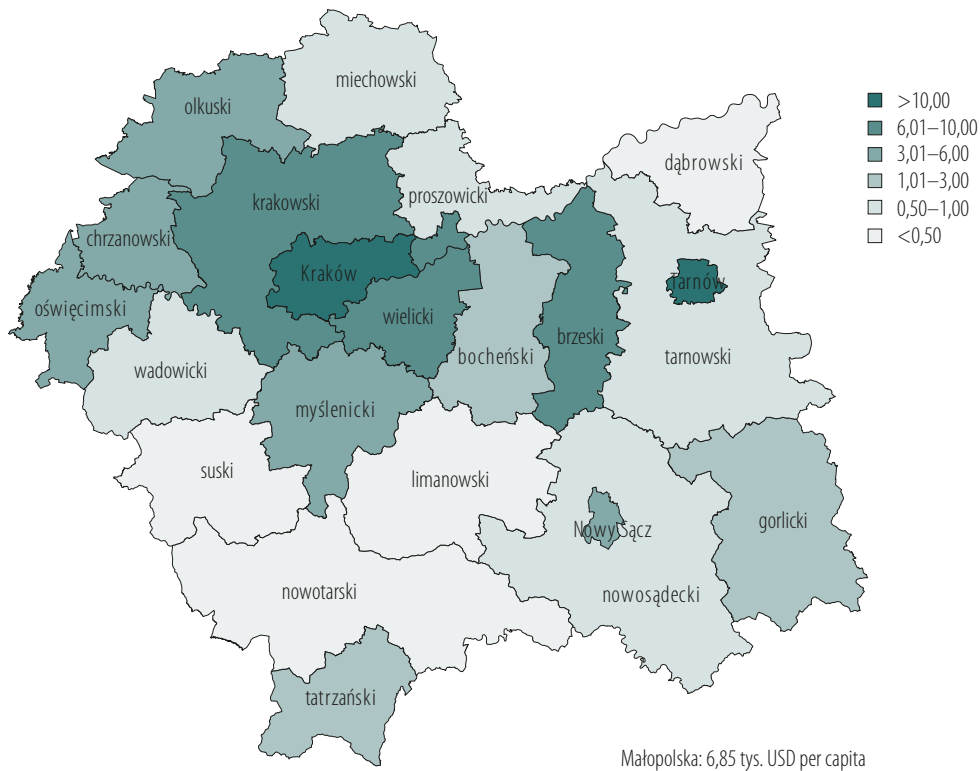 miechowski
olkuski
>10,00
6,01–10,00
3,01–6,00
1,01–3,00
0,50–1,00
<0,50
dąbrowski
proszowicki
krakowski
chrzanowski
Kraków
Tarnów
oświęcimski
wielicki
brzeski
bocheński
tarnowski
wadowicki
myślenicki
suski
limanowski
gorlicki
Nowy Sącz
nowotarski
nowosądecki
tatrzański
Małopolska: 6,85 tys. USD per capita